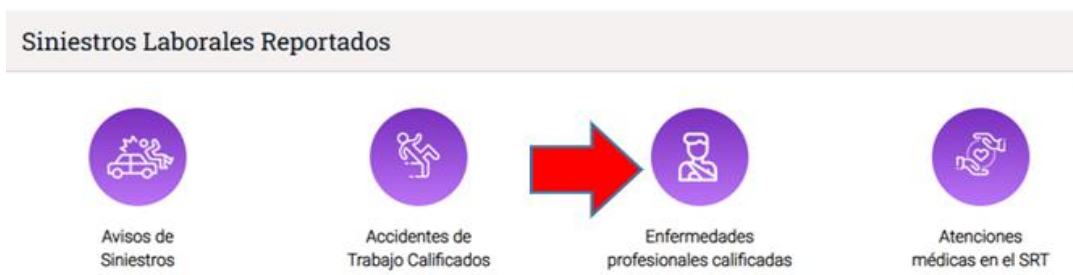 Siniestros Laborales Reportados
Avisos de
Siniestros
Accidentes de
Trabajo Calificados
Enfermedades
profesionales calificadas
Atenciones
médicas en el SRT